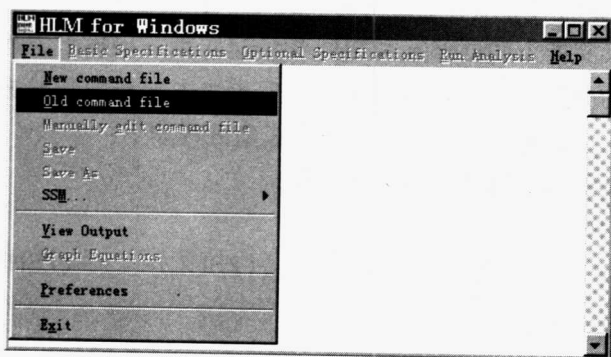 HLM for Windows
File Basic Specifications Optional Specifications Run Analysis Help
New command file
Old command file
Manually edit command file
Save
Save As
SSM...
View Output
Graph Equations
Preferences
Exit